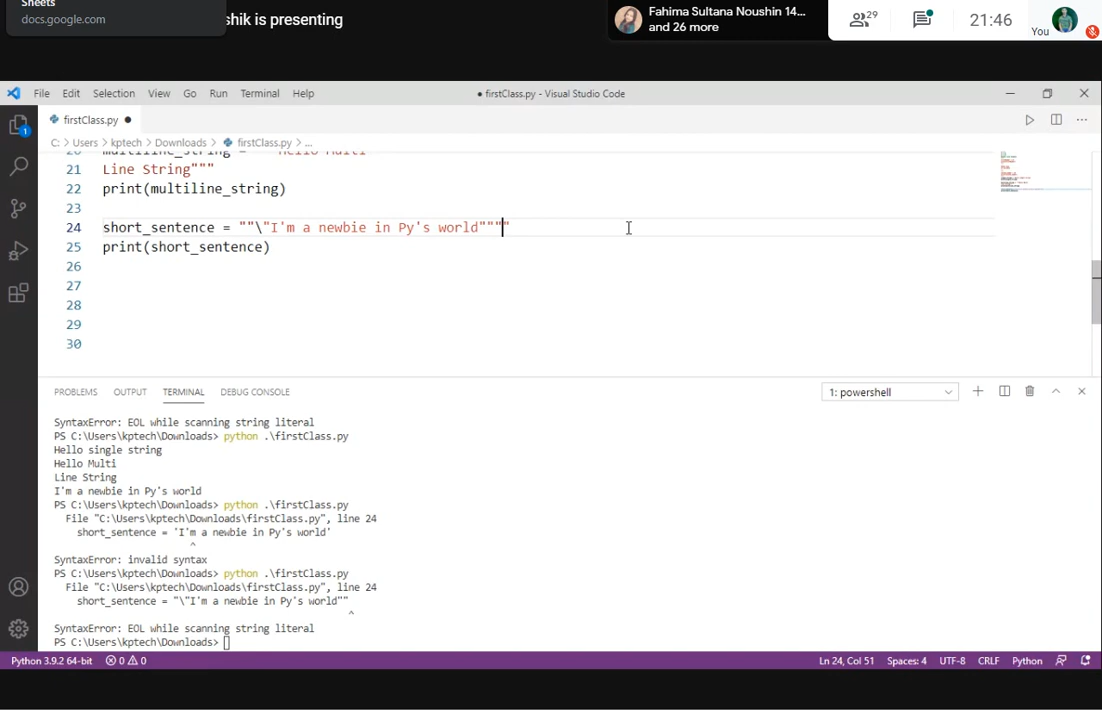 Sheets
docs.google.com
shik is presenting
Fahima Sultana Noushin 14...
and 26 more
29
21:46
You
File Edit Selection View Go Run Terminal Help
● firstClass.py - Visual Studio Code
firstClass.py ●
C: > Users > kptech > Downloads > firstClass.py > ...
1
20 multiline_string = """Hello Multi
21 Line String"""
22 print(multiline_string)
23
24 short_sentence = ""\"I'm a newbie in Py's world""""
25 print(short_sentence)
26
27
28
29
30
PROBLEMS OUTPUT TERMINAL DEBUG CONSOLE
1: powershell
SyntaxError: EOL while scanning string literal
PS C:\Users\kptech\Downloads> python .\firstClass.py
Hello single string
Hello Multi
Line String
I'm a newbie in Py's world
PS C:\Users\kptech\Downloads> python .\firstClass.py
File "C:\Users\kptech\Downloads\firstClass.py", line 24
short_sentence = 'I'm a newbie in Py's world'
^
SyntaxError: invalid syntax
PS C:\Users\kptech\Downloads> python .\firstClass.py
File "C:\Users\kptech\Downloads\firstClass.py", line 24
short_sentence = "\"I'm a newbie in Py's world""
^
SyntaxError: EOL while scanning string literal
PS C:\Users\kptech\Downloads>
Python 3.9.2 64-bit 0 0
Ln 24, Col 51 Spaces: 4 UTF-8 CRLF Python